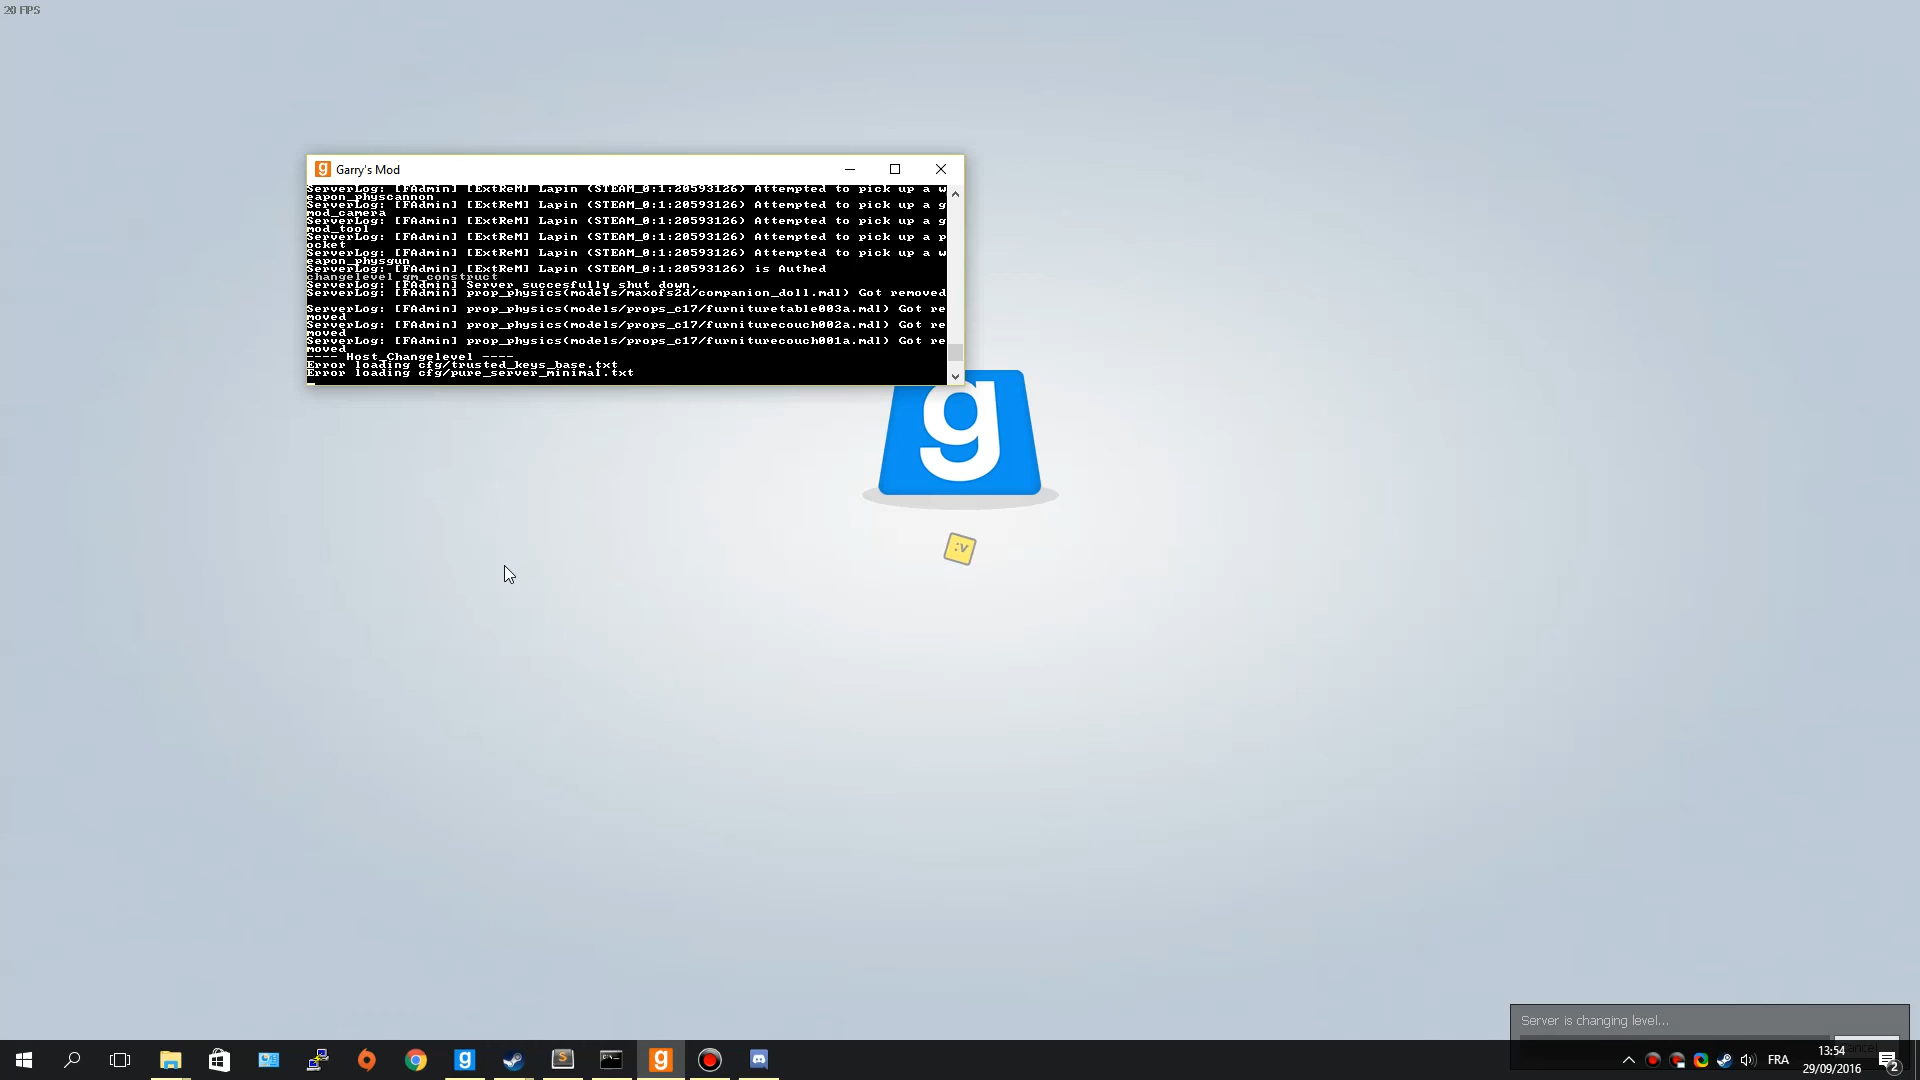 20 FPS
Garry's Mod
ServerLog: [FAdmin] [ExtReM] Lapin (STEAM_0:1:20593126) Attempted to pick up a w
eapon_physcannon
ServerLog: [FAdmin] [ExtReM] Lapin (STEAM_0:1:20593126) Attempted to pick up a g
mod_camera
ServerLog: [FAdmin] [ExtReM] Lapin (STEAM_0:1:20593126) Attempted to pick up a g
mod_tool
ServerLog: [FAdmin] [ExtReM] Lapin (STEAM_0:1:20593126) Attempted to pick up a p
ocket
ServerLog: [FAdmin] [ExtReM] Lapin (STEAM_0:1:20593126) Attempted to pick up a w
eapon_physgun
ServerLog: [FAdmin] [ExtReM] Lapin (STEAM_0:1:20593126) is Authed
changelevel gm_construct
ServerLog: [FAdmin] Server succesfully shut down.
ServerLog: [FAdmin] prop_physics(models/maxofs2d/companion_doll.mdl) Got removed
ServerLog: [FAdmin] prop_physics(models/props_c17/furnituretable003a.mdl) Got re
moved
ServerLog: [FAdmin] prop_physics(models/props_c17/furniturecouch002a.mdl) Got re
moved
ServerLog: [FAdmin] prop_physics(models/props_c17/furniturecouch001a.mdl) Got re
moved
---- Host_Changelevel ----
Error loading cfg/trusted_keys_base.txt
Error loading cfg/pure_server_minimal.txt
g
:v
Server is changing level...
FRA
13:54
29/09/2016
2